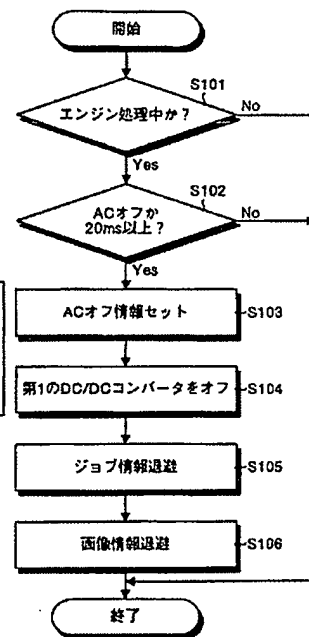 開始
S101
エンジン処理中か？
No
Yes
S102
ACオフか
20ms以上？
No
Yes
ACオフ情報セット
S103
第1のDC/DCコンバータをオフ
S104
ジョブ情報退避
S105
画像情報退避
S106
終了